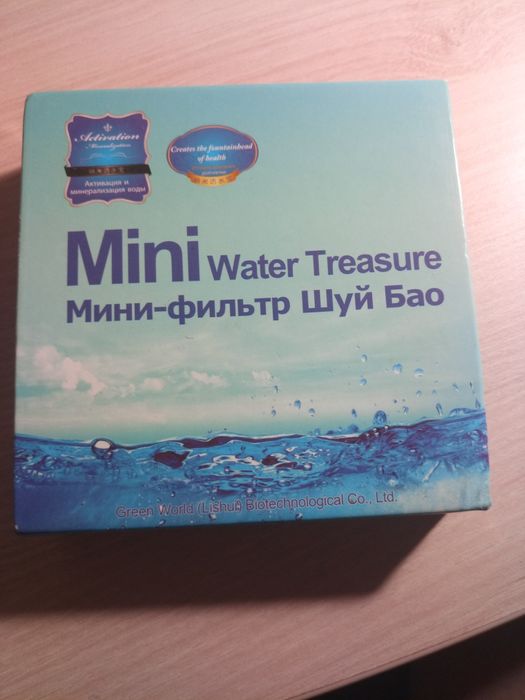 Activation
Mineralization
Активация и
минерализация воды
Creates the fountainhead
of health
Mini Water Treasure
Мини-фильтр Шуй Бао
Green World (Lishui) Biotechnological Co., Ltd.